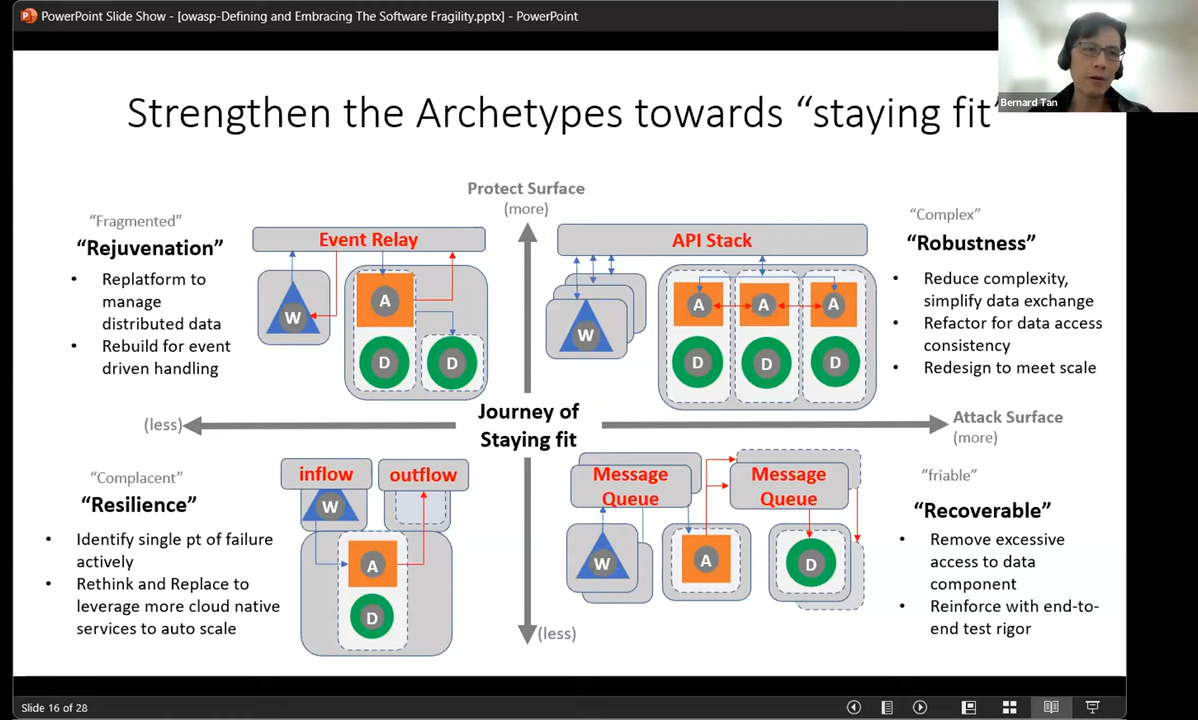 PowerPoint Slide Show - [owasp-Defining and Embracing The Software Fragility.pptx] - PowerPoint
Bernard Tan
Strengthen the Archetypes towards “staying fit”
Protect Surface
(more)
“Fragmented”
“Rejuvenation”
• Replatform to
manage
distributed data
• Rebuild for event
driven handling
Event Relay
W
A
D
D
API Stack
W
A
A
A
D
D
D
“Complex”
“Robustness”
• Reduce complexity,
simplify data exchange
• Refactor for data access
consistency
• Redesign to meet scale
(less)
Journey of
Staying fit
Attack Surface
(more)
“Complacent”
“Resilience”
• Identify single pt of failure
actively
• Rethink and Replace to
leverage more cloud native
services to auto scale
inflow
outflow
W
A
D
Message
Queue
Message
Queue
W
A
D
“friable”
“Recoverable”
• Remove excessive
access to data
component
• Reinforce with end-to-
end test rigor
(less)
Slide 16 of 28